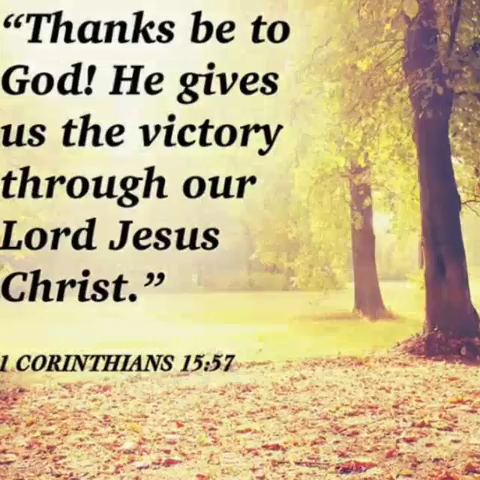 “Thanks be to
God! He gives
us the victory
through our
Lord Jesus
Christ.”
1 CORINTHIANS 15:57